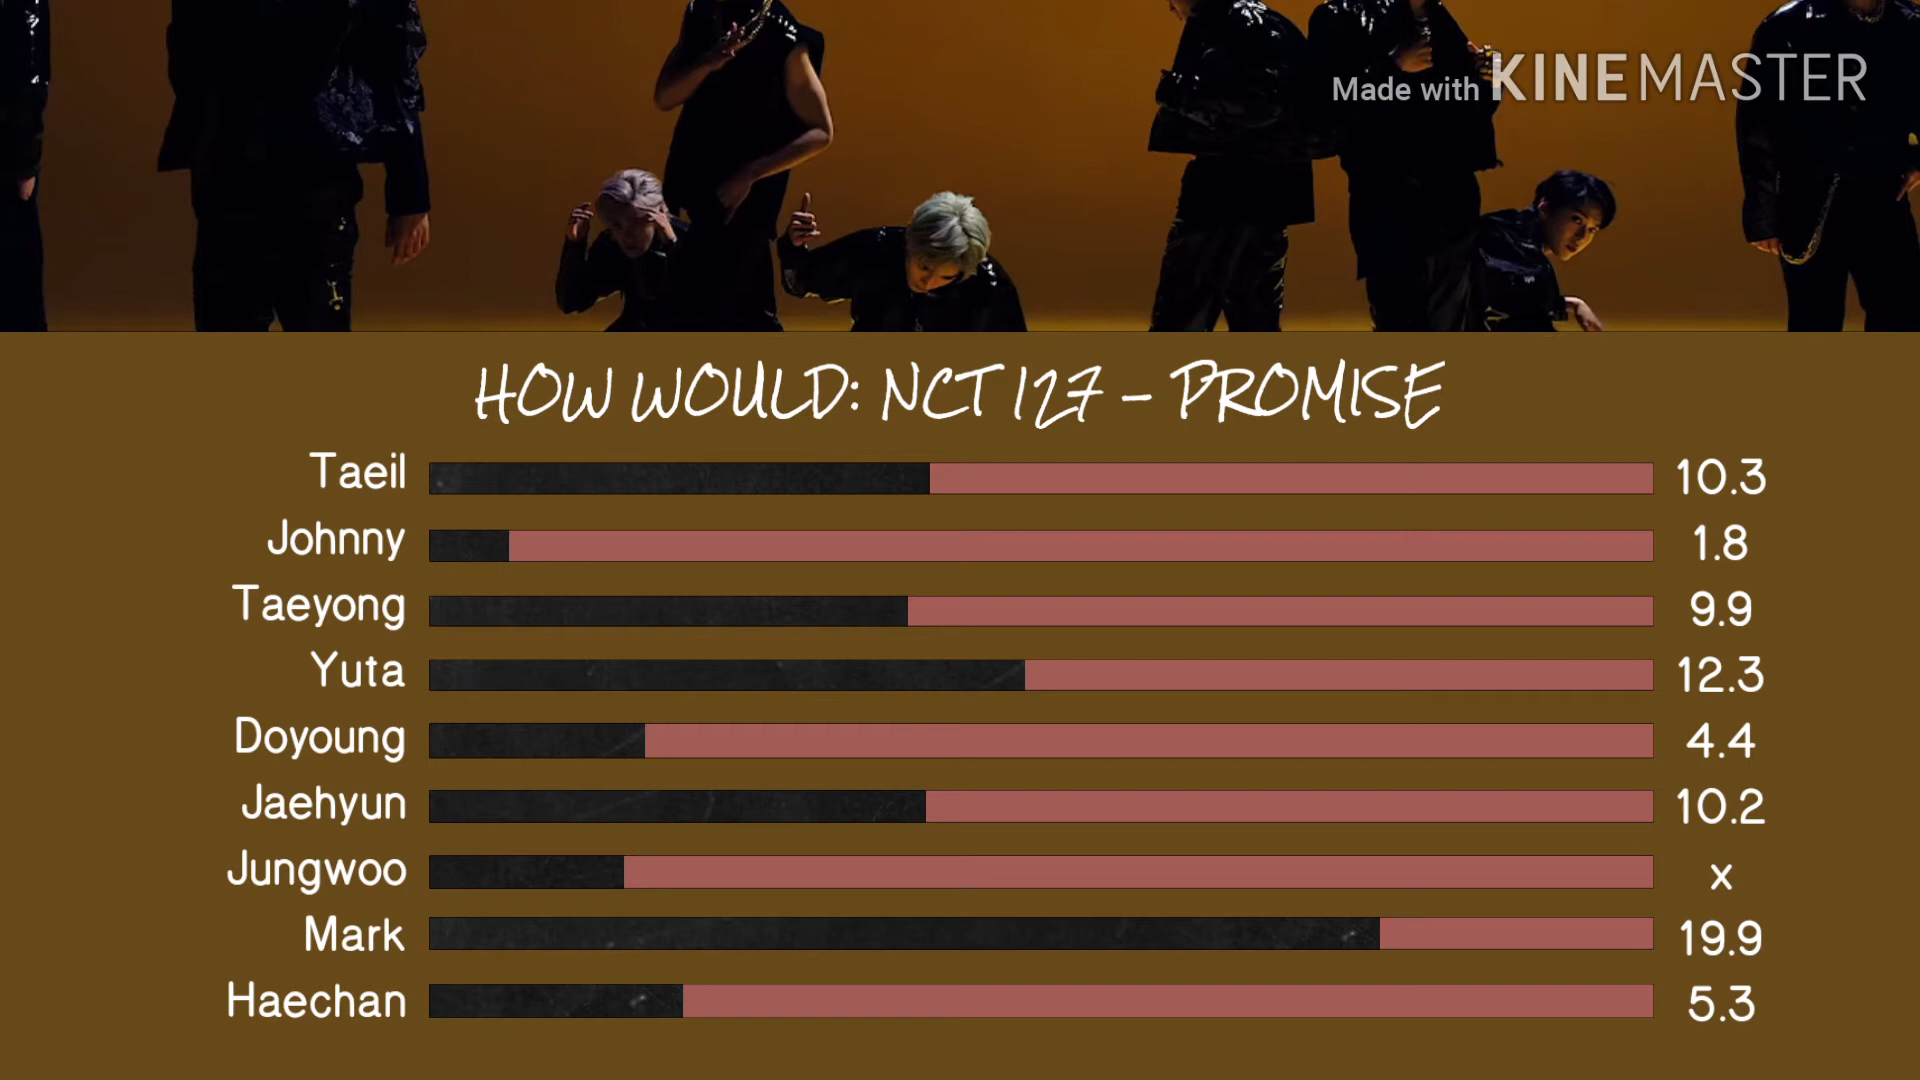 Made with KINEMASTER
HOW WOULD: NCT 127 - PROMISE
Taeil 10.3
Johnny 1.8
Taeyong 9.9
Yuta 12.3
Doyoung 4.4
Jaehyun 10.2
Jungwoo x
Mark 19.9
Haechan 5.3